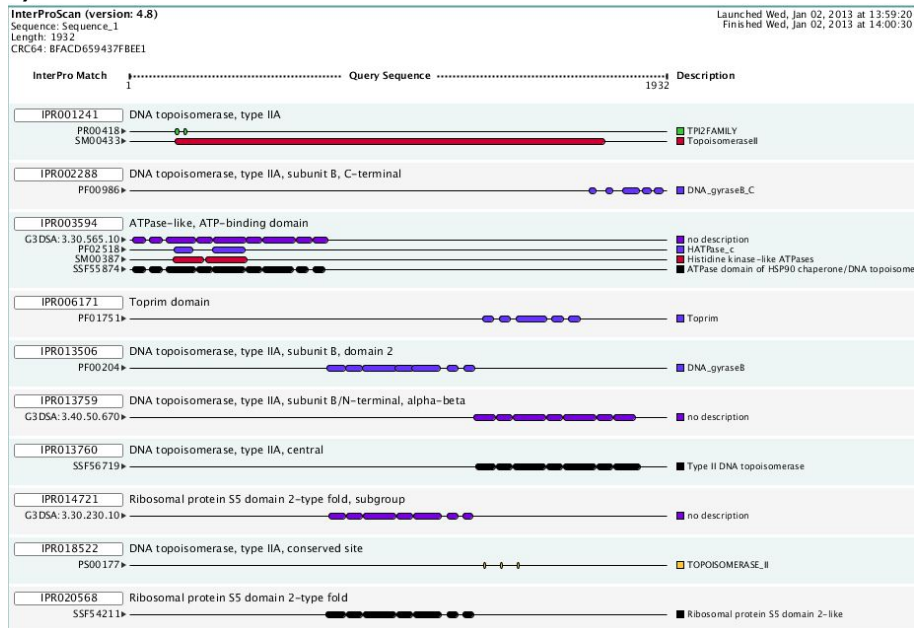 InterProScan (version: 4.8)
Sequence: Sequence_1
Length: 1932
CRC64: BFACD659437FBEE1
Launched Wed, Jan 02, 2013 at 13:59:20
Finished Wed, Jan 02, 2013 at 14:00:30
InterPro Match Query Sequence Description
1 1932
IPR001241 DNA topoisomerase, type IIA
PR00418 TPI2FAMILY
SM00433 TopoisomeraseII
IPR002288 DNA topoisomerase, type IIA, subunit B, C-terminal
PF00986 DNA_gyraseB_C
IPR003594 ATPase-like, ATP-binding domain
G3DSA:3.30.565.10 no description
PF02518 HATPase_c
SM00387 Histidine kinase-like ATPases
SSF55874 ATPase domain of HSP90 chaperone/DNA topoisome
IPR006171 Toprim domain
PF01751 Toprim
IPR013506 DNA topoisomerase, type IIA, subunit B, domain 2
PF00204 DNA_gyraseB
IPR013759 DNA topoisomerase, type IIA, subunit B/N-terminal, alpha-beta
G3DSA:3.40.50.670 no description
IPR013760 DNA topoisomerase, type IIA, central
SSF56719 Type II DNA topoisomerase
IPR014721 Ribosomal protein S5 domain 2-type fold, subgroup
G3DSA:3.30.230.10 no description
IPR018522 DNA topoisomerase, type IIA, conserved site
PS00177 TOPOISOMERASE_II
IPR020568 Ribosomal protein S5 domain 2-type fold
SSF54211 Ribosomal protein S5 domain 2-like